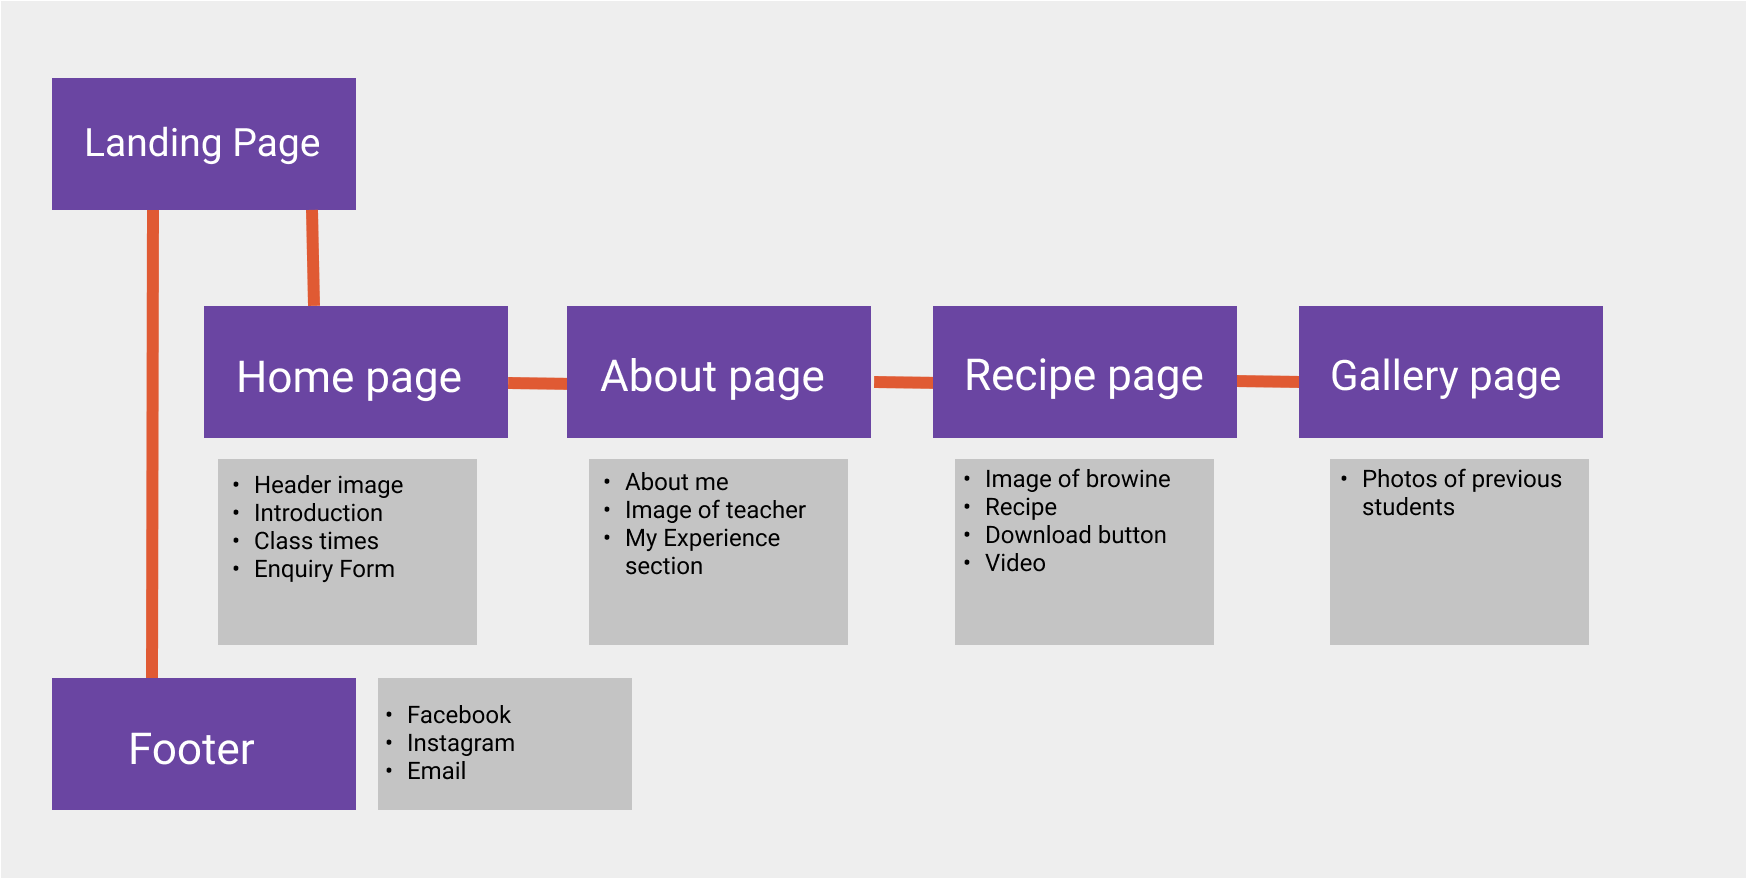 Landing Page
Home page
About page
Recipe page
Gallery page
• Header image
• Introduction
• Class times
• Enquiry Form
• About me
• Image of teacher
• My Experience
section
• Image of browine
• Recipe
• Download button
• Video
• Photos of previous
students
Footer
• Facebook
• Instagram
• Email